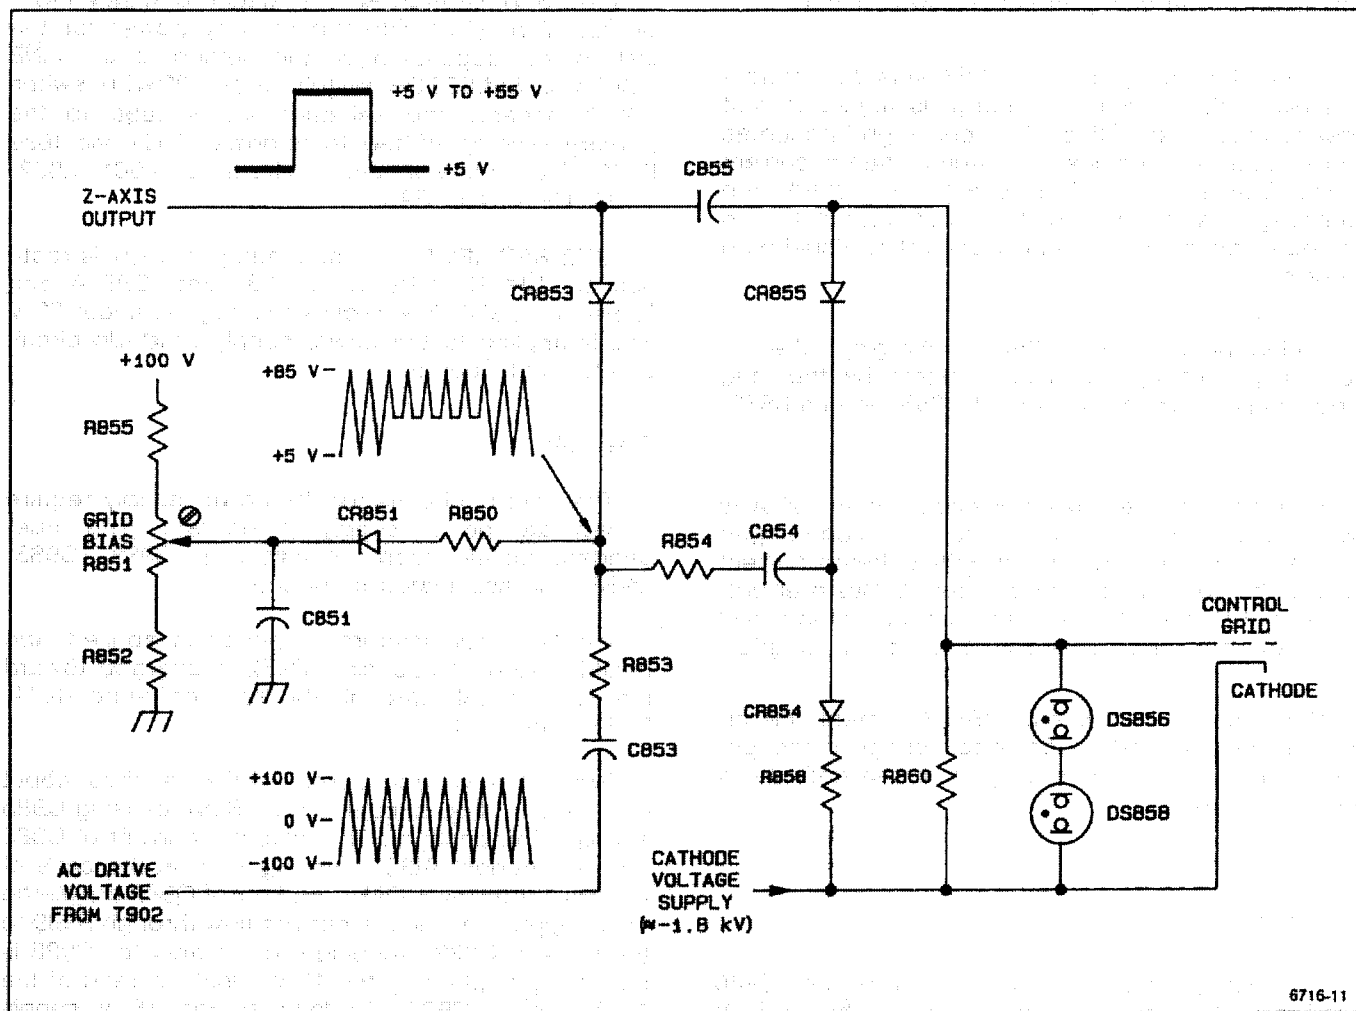 +5 V TO +55 V
+5 V
Z-AXIS
OUTPUT
C855
CR853
CR855
+100 V
+85 V
R855
+5 V
GRID
BIAS
R851
CR851
R850
R854
C854
C851
R852
R853
CONTROL
GRID
CATHODE
CR854
DS856
C853
+100 V
0 V
-100 V
R858
R860
DS858
AC DRIVE
VOLTAGE
FROM T902
CATHODE
VOLTAGE
SUPPLY
(≈-1.8 kV)
6716-11